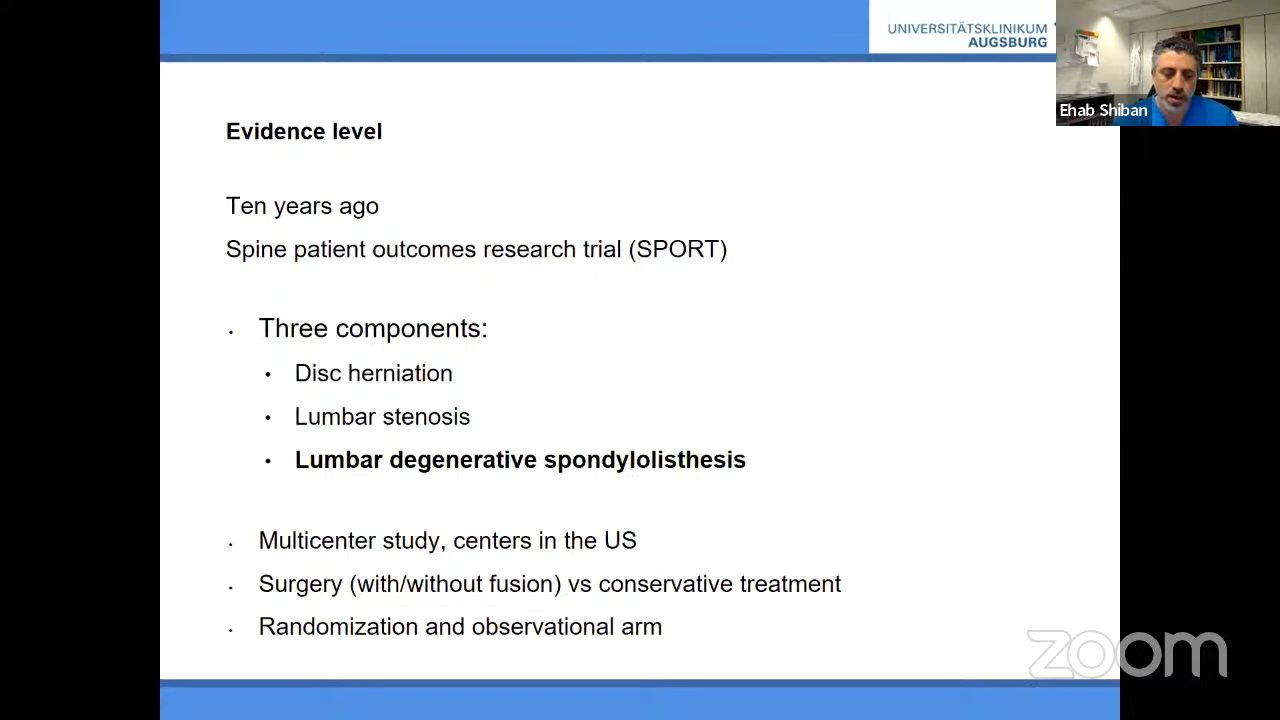 UNIVERSITÄTSKLINIKUM
AUGSBURG
Ehab Shiban
Evidence level
Ten years ago
Spine patient outcomes research trial (SPORT)
• Three components:
• Disc herniation
• Lumbar stenosis
• Lumbar degenerative spondylolisthesis
• Multicenter study, centers in the US
• Surgery (with/without fusion) vs conservative treatment
• Randomization and observational arm
zoom